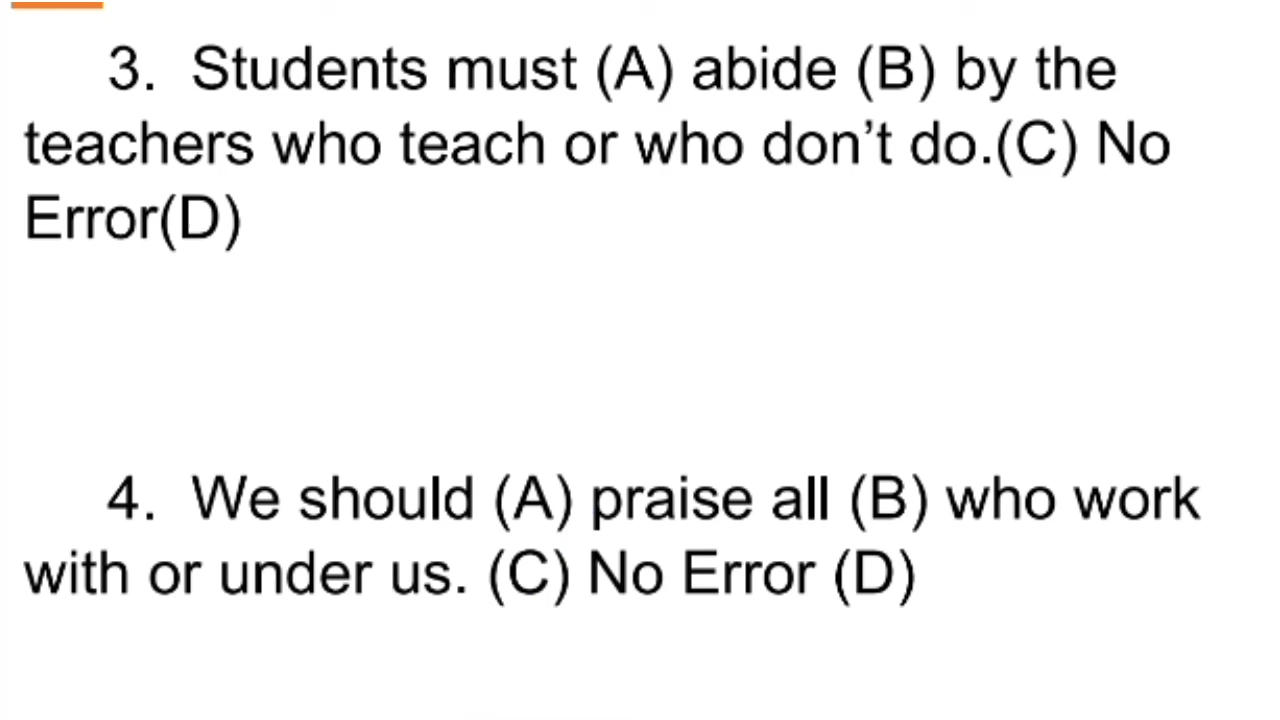 3. Students must (A) abide (B) by the
teachers who teach or who don’t do.(C) No
Error(D)
4. We should (A) praise all (B) who work
with or under us. (C) No Error (D)